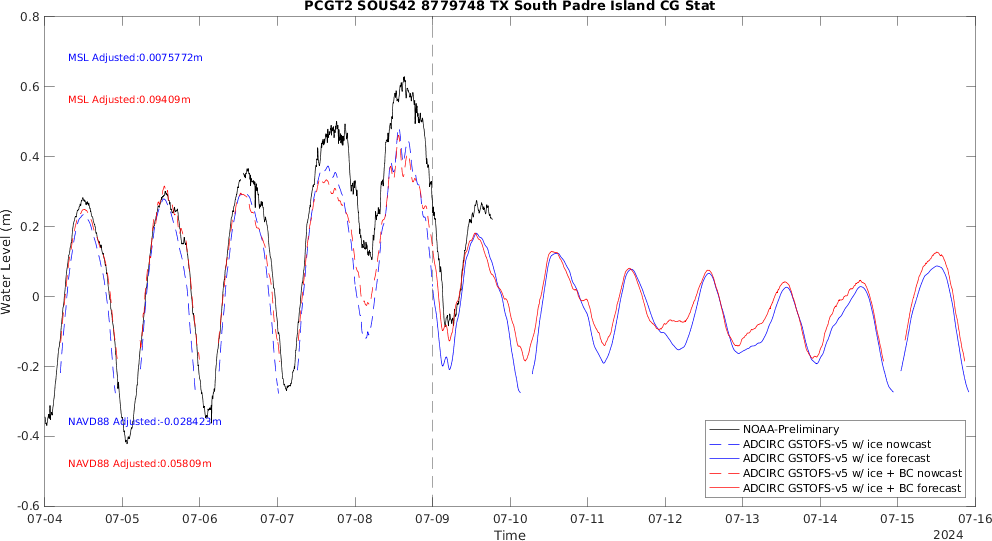 PCGT2 SOUS42 8779748 TX South Padre Island CG Stat
0.8
MSL Adjusted:0.0075772m
0.6
MSL Adjusted:0.09409m
0.4
0.2
Water Level (m)
0
-0.2
NAVD88 Adjusted:-0.028423m
-0.4
NAVD88 Adjusted:0.05809m
-0.6
NOAA-Preliminary
ADCIRC GSTOFS-v5 w/ ice nowcast
ADCIRC GSTOFS-v5 w/ ice forecast
ADCIRC GSTOFS-v5 w/ ice + BC nowcast
ADCIRC GSTOFS-v5 w/ ice + BC forecast
07-04 07-05 07-06 07-07 07-08 07-09 07-10 07-11 07-12 07-13 07-14 07-15 07-16
Time
2024